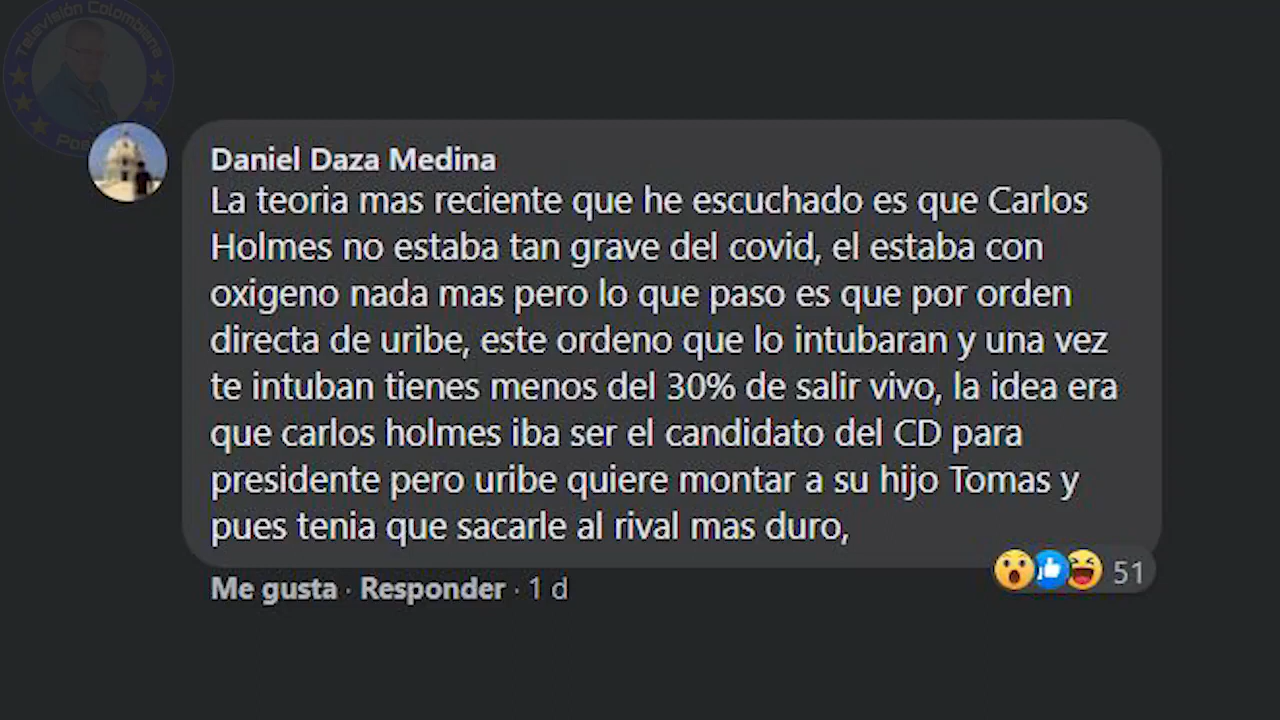 Televisión Colombiana
Daniel Daza Medina
La teoria mas reciente que he escuchado es que Carlos
Holmes no estaba tan grave del covid, el estaba con
oxigeno nada mas pero lo que paso es que por orden
directa de uribe, este ordeno que lo intubaran y una vez
te intuban tienes menos del 30% de salir vivo, la idea era
que carlos holmes iba ser el candidato del CD para
presidente pero uribe quiere montar a su hijo Tomas y
pues tenia que sacarle al rival mas duro,
Me gusta · Responder · 1 d
51